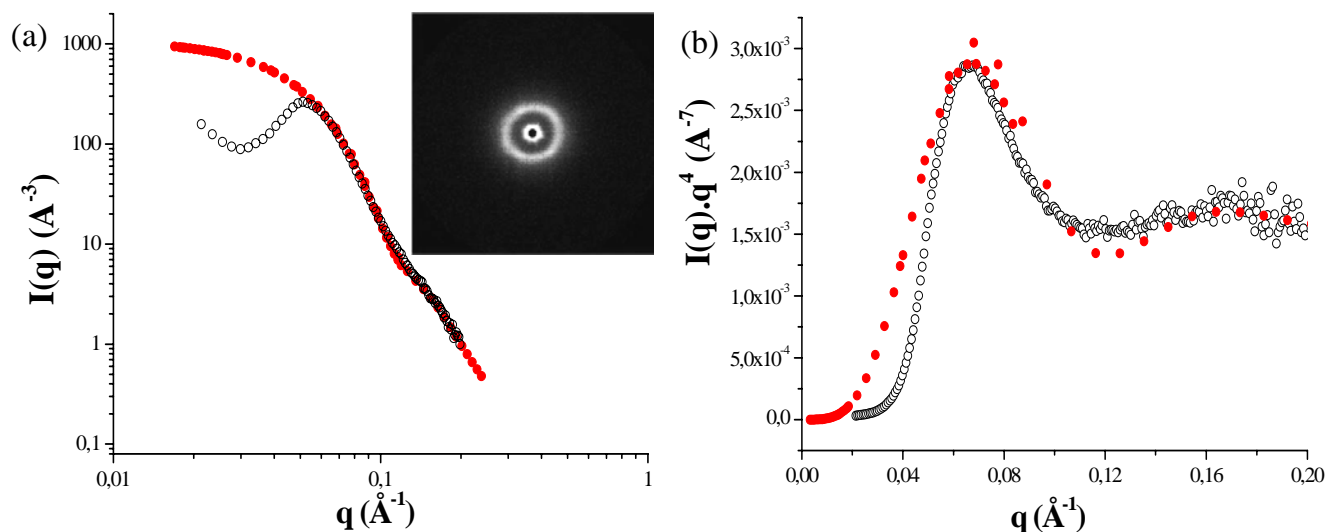 (a)
1000
100
10
1
0,1
I(q) (A⁻³)
0,01
0,1
1
q (Å⁻¹)
(b)
3,0x10⁻³
2,5x10⁻³
2,0x10⁻³
1,5x10⁻³
1,0x10⁻³
5,0x10⁻⁴
0,0
I(q).q⁴ (A⁻⁷)
0,00
0,04
0,08
0,12
0,16
0,20
q (Å⁻¹)